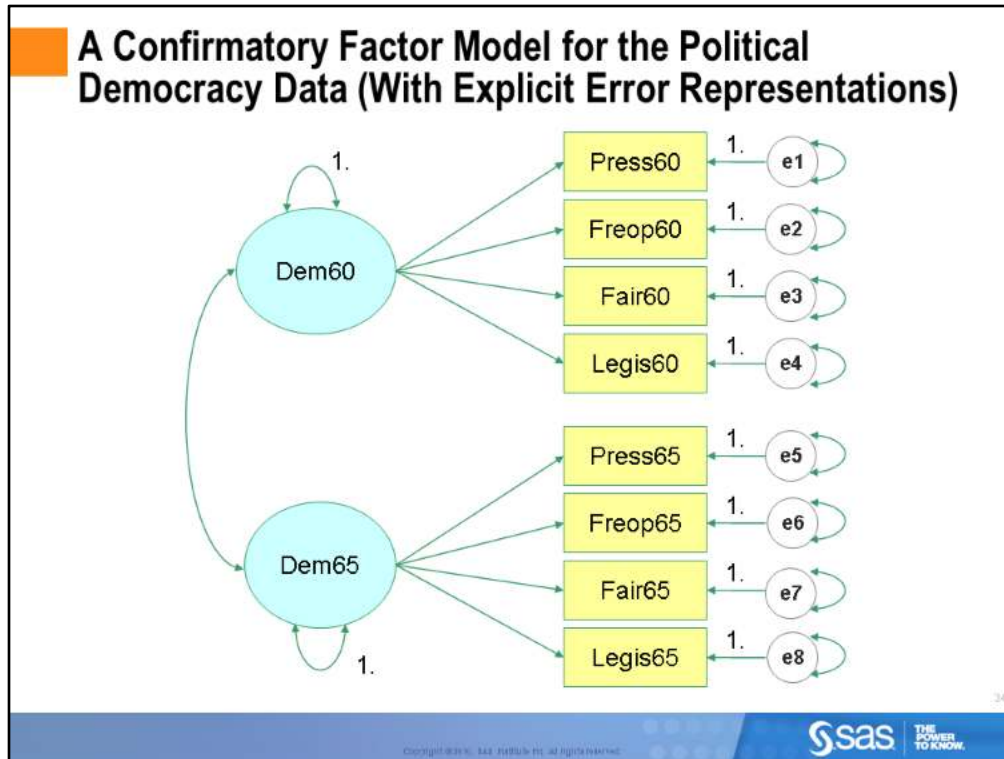 A Confirmatory Factor Model for the Political
Democracy Data (With Explicit Error Representations)
1.
Dem60
Press60
1.
e1
Freop60
1.
e2
Fair60
1.
e3
Legis60
1.
e4
Dem65
1.
Press65
1.
e5
Freop65
1.
e6
Fair65
1.
e7
Legis65
1.
e8
34
sas
THE
POWER
TO KNOW.